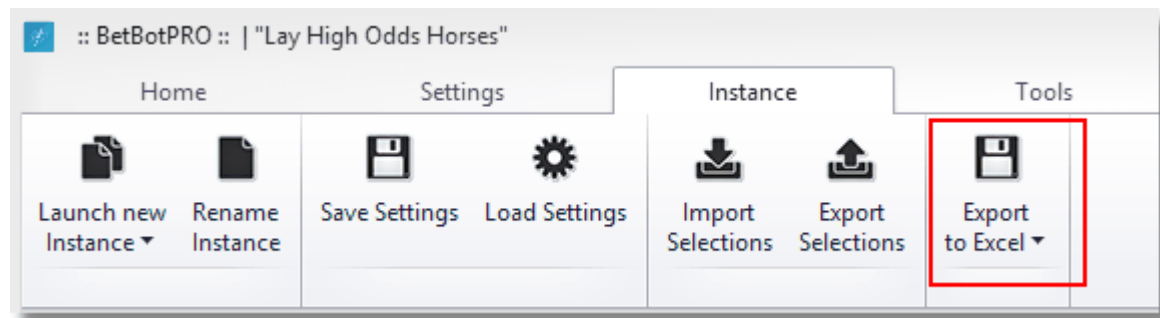 :: BetBotPRO :: | "Lay High Odds Horses"
Home Settings Instance Tools
Launch new Rename Save Settings Load Settings Import Export Export
Instance Instance Selections Selections to Excel